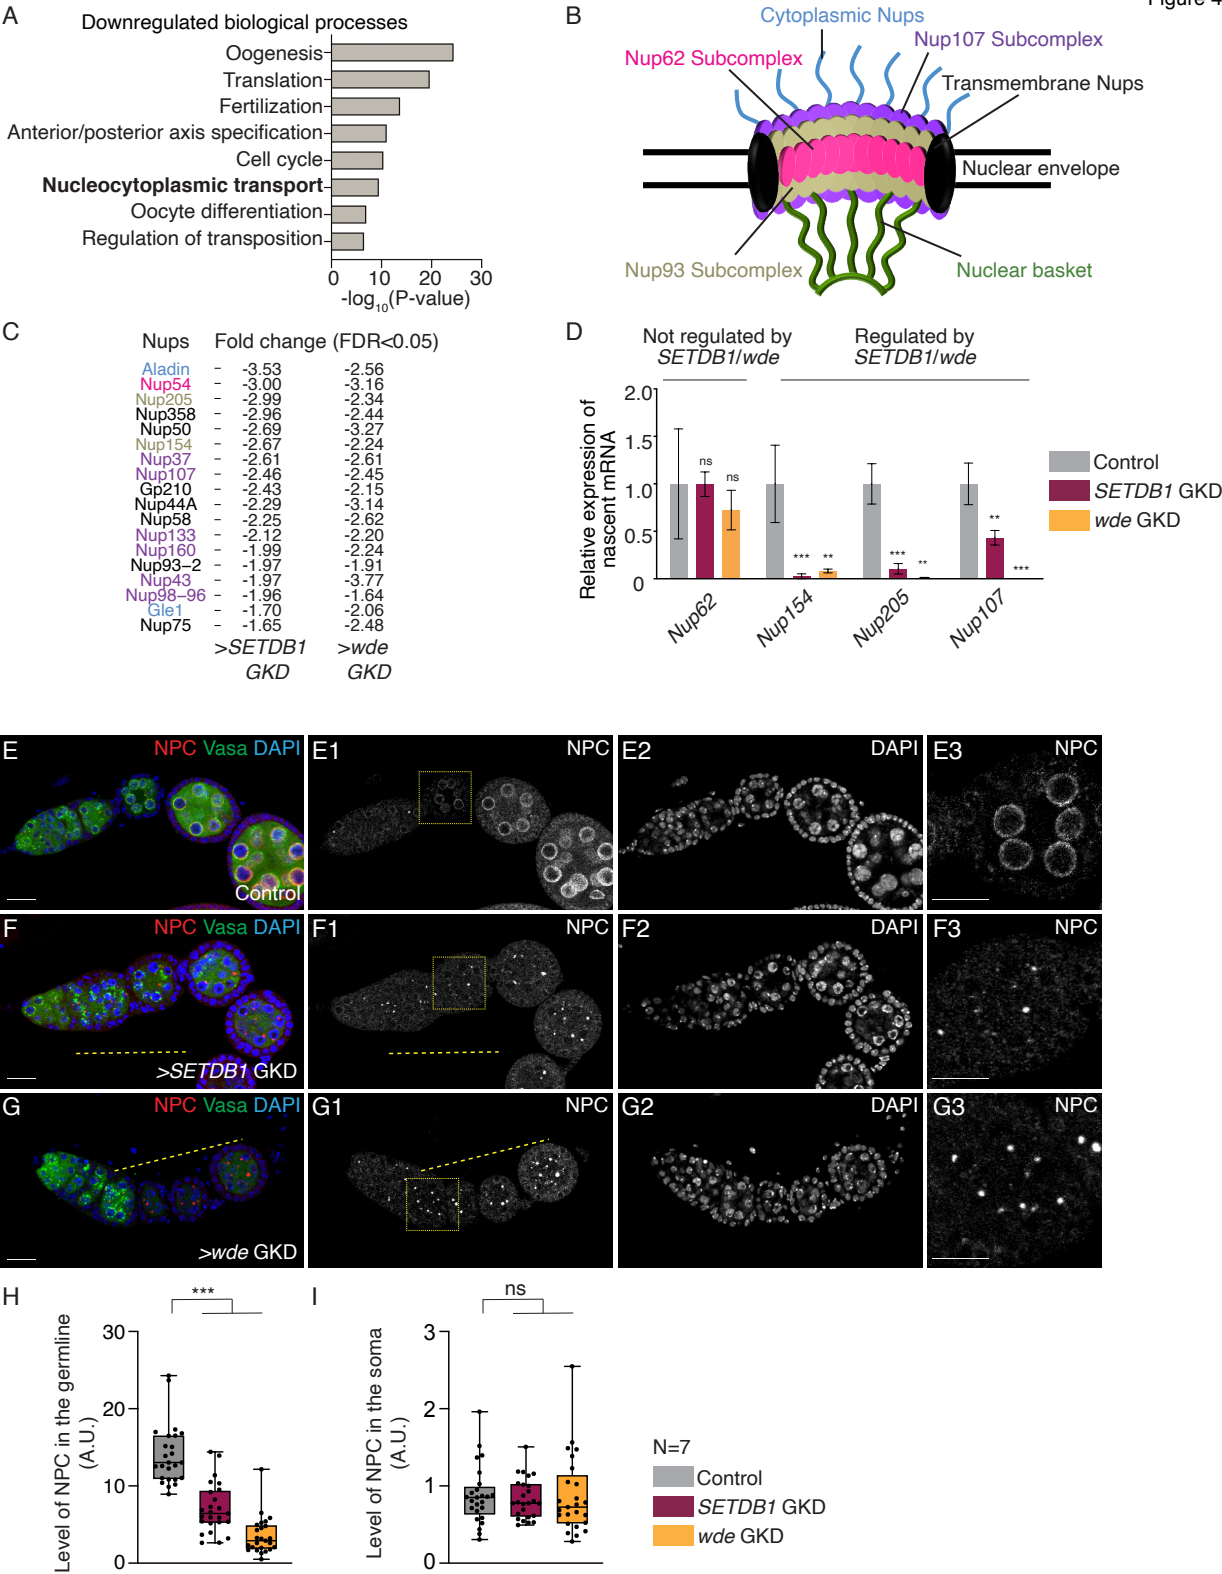 Figure 4
A
Downregulated biological processes
Oogenesis
Translation
Fertilization
Anterior/posterior axis specification
Cell cycle
Nucleocytoplasmic transport
Oocyte differentiation
Regulation of transposition
0 10 20 30
-log10(P-value)
B
Cytoplasmic Nups
Nup107 Subcomplex
Nup62 Subcomplex
Transmembrane Nups
Nuclear envelope
Nup93 Subcomplex
Nuclear basket
C
Nups Fold change (FDR<0.05)
Aladin - -3.53 -2.56
Nup54 - -3.00 -3.16
Nup205 - -2.99 -2.34
Nup358 - -2.96 -2.44
Nup50 - -2.69 -3.27
Nup154 - -2.67 -2.24
Nup37 - -2.61 -2.61
Nup107 - -2.46 -2.45
Gp210 - -2.43 -2.15
Nup44A - -2.29 -3.14
Nup58 - -2.25 -2.62
Nup133 - -2.12 -2.20
Nup160 - -1.99 -2.24
Nup93-2 - -1.97 -1.91
Nup43 - -1.97 -3.77
Nup98-96 - -1.96 -1.64
Gle1 - -1.70 -2.06
Nup75 - -1.65 -2.48
>SETDB1 >wde
GKD GKD
D
Not regulated by
SETDB1/wde
Regulated by
SETDB1/wde
Relative expression of
nascent mRNA
2.0
1.5
1.0
0.5
0
ns
ns
***
**
***
**
**
***
Nup62
Nup154
Nup205
Nup107
Control
SETDB1 GKD
wde GKD
E NPC Vasa DAPI
Control
E1 NPC
E2 DAPI
E3 NPC
F NPC Vasa DAPI
>SETDB1 GKD
F1 NPC
F2 DAPI
F3 NPC
G NPC Vasa DAPI
>wde GKD
G1 NPC
G2 DAPI
G3 NPC
H
***
Level of NPC in the germline
(A.U.)
30
20
10
0
I
ns
Level of NPC in the soma
(A.U.)
3
2
1
0
N=7
Control
SETDB1 GKD
wde GKD